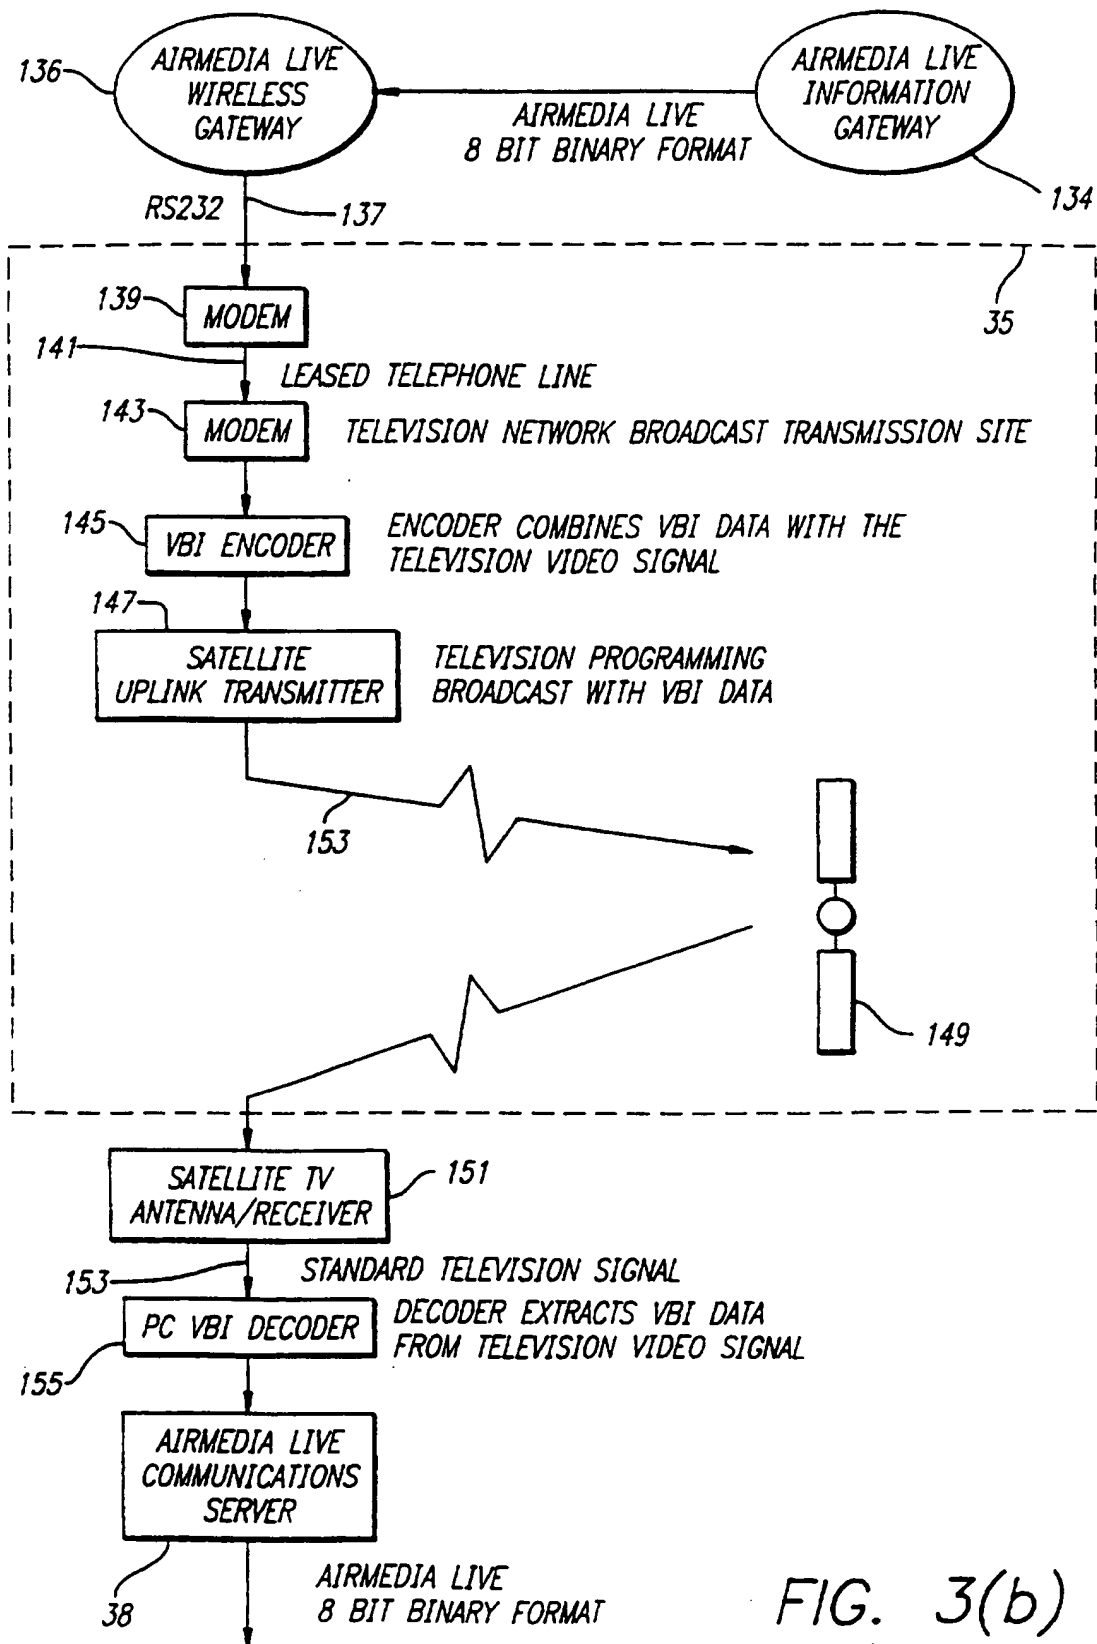 136
AIRMEDIA LIVE
WIRELESS
GATEWAY
AIRMEDIA LIVE
INFORMATION
GATEWAY
AIRMEDIA LIVE
8 BIT BINARY FORMAT
134
RS232
137
35
139
MODEM
141
LEASED TELEPHONE LINE
143
MODEM
TELEVISION NETWORK BROADCAST TRANSMISSION SITE
145
VBI ENCODER
ENCODER COMBINES VBI DATA WITH THE
TELEVISION VIDEO SIGNAL
147
SATELLITE
UPLINK TRANSMITTER
TELEVISION PROGRAMMING
BROADCAST WITH VBI DATA
153
149
SATELLITE TV
ANTENNA/RECEIVER
151
153
STANDARD TELEVISION SIGNAL
PC VBI DECODER
DECODER EXTRACTS VBI DATA
FROM TELEVISION VIDEO SIGNAL
155
AIRMEDIA LIVE
COMMUNICATIONS
SERVER
38
AIRMEDIA LIVE
8 BIT BINARY FORMAT
FIG. 3(b)